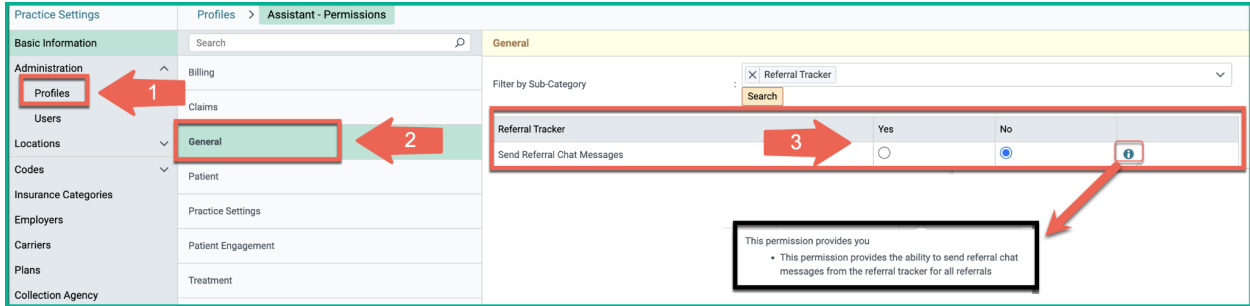 Practice Settings
Profiles > Assistant - Permissions
Basic Information
Administration
Profiles
Users
Locations
Codes
Insurance Categories
Employers
Carriers
Plans
Collection Agency
1
Search
Billing
Claims
General
2
Patient
Practice Settings
Patient Engagement
Treatment
General
Filter by Sub-Category : Referral Tracker
Search
Referral Tracker Yes No
3
Send Referral Chat Messages
This permission provides you
• This permission provides the ability to send referral chat
messages from the referral tracker for all referrals